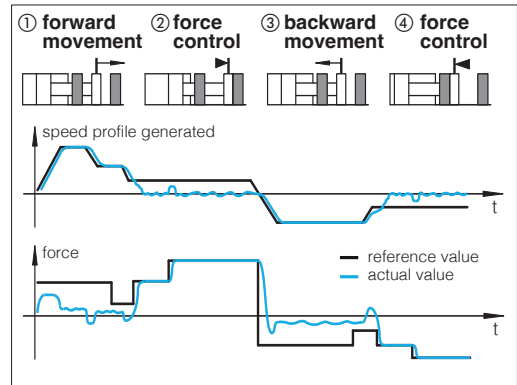 ① forward movement
② force control
③ backward movement
④ force control
speed profile generated
t
force
reference value
actual value
t